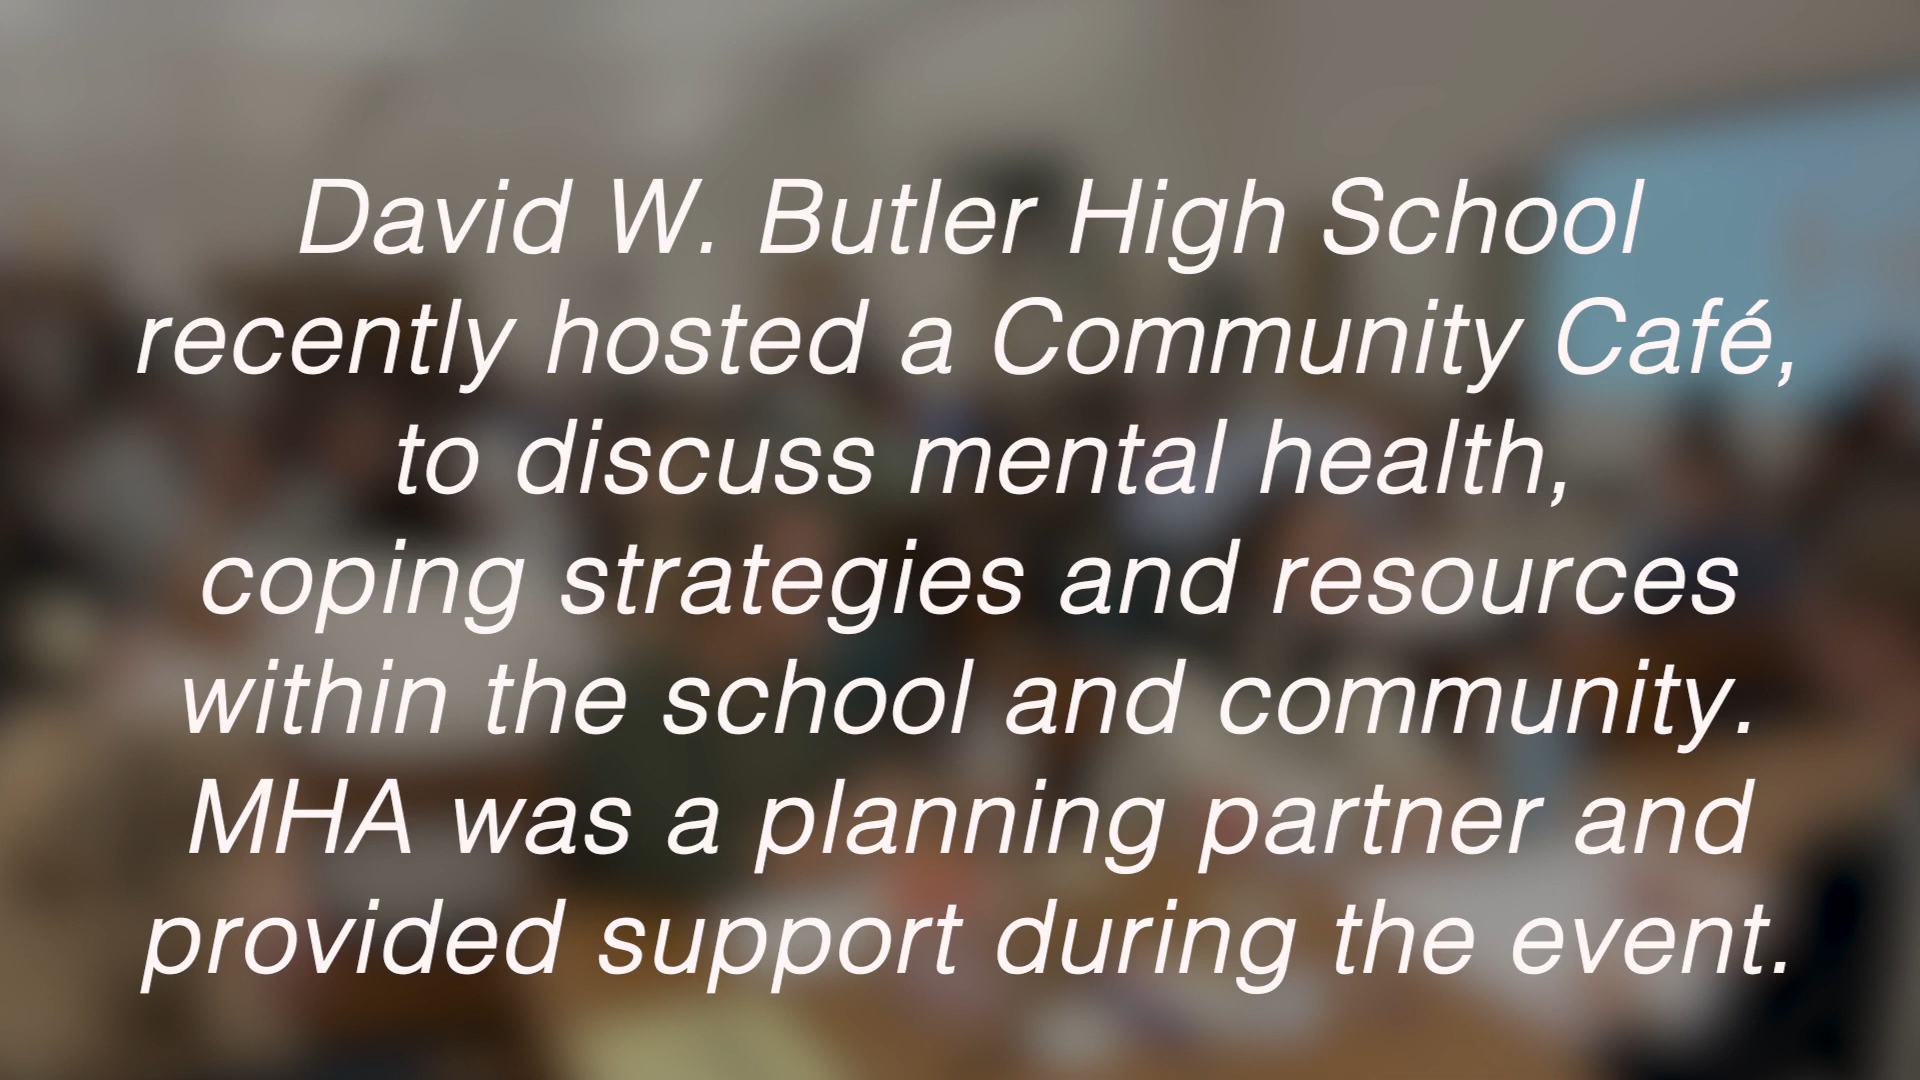 David W. Butler High School
recently hosted a Community Café,
to discuss mental health,
coping strategies and resources
within the school and community.
MHA was a planning partner and
provided support during the event.